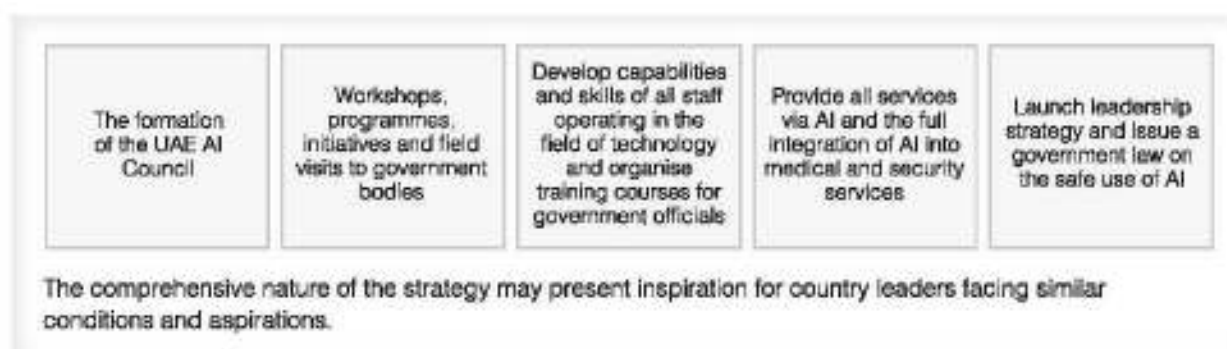 The formation
of the UAE AI
Council
Workshops,
programmes,
initiatives and field
visits to government
bodies
Develop capabilities
and skills of all staff
operating in the
field of technology
and organise
training courses for
government officials
Provide all services
via AI and the full
integration of AI into
medical and security
services
Launch leadership
strategy and issue a
government law on
the safe use of AI
The comprehensive nature of the strategy may present inspiration for country leaders facing similar
conditions and aspirations.